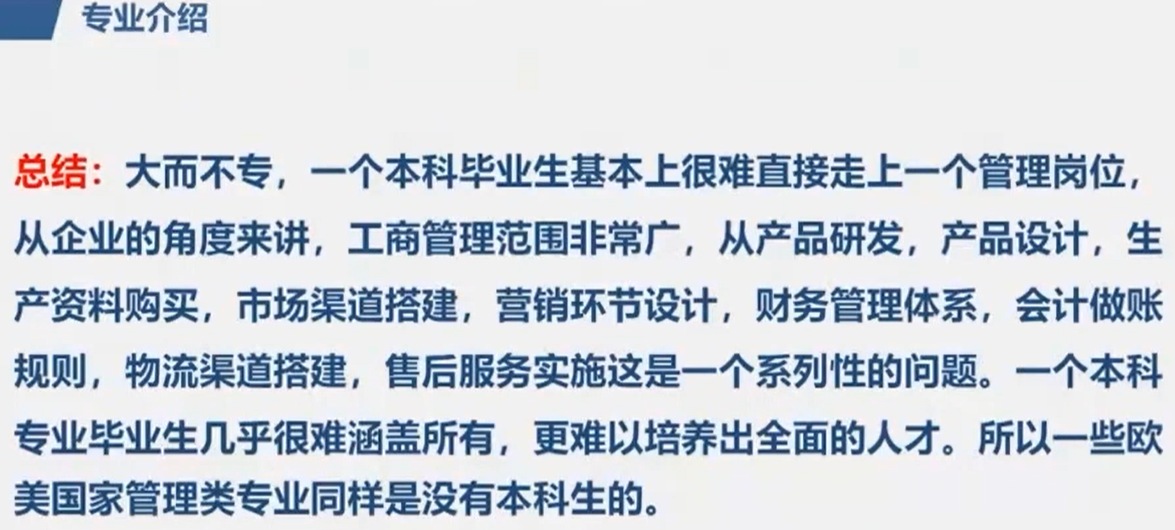 专业介绍
总结：大而不专，一个本科毕业生基本上很难直接走上一个管理岗位，
从企业的角度来讲，工商管理范围非常广，从产品研发，产品设计，生
产资料购买，市场渠道搭建，营销环节设计，财务管理体系，会计做账
规则，物流渠道搭建，售后服务实施这是一个系列性的问题。一个本科
专业毕业生几乎很难涵盖所有，更难以培养出全面的人才。所以一些欧
美国家管理类专业同样是没有本科生的。